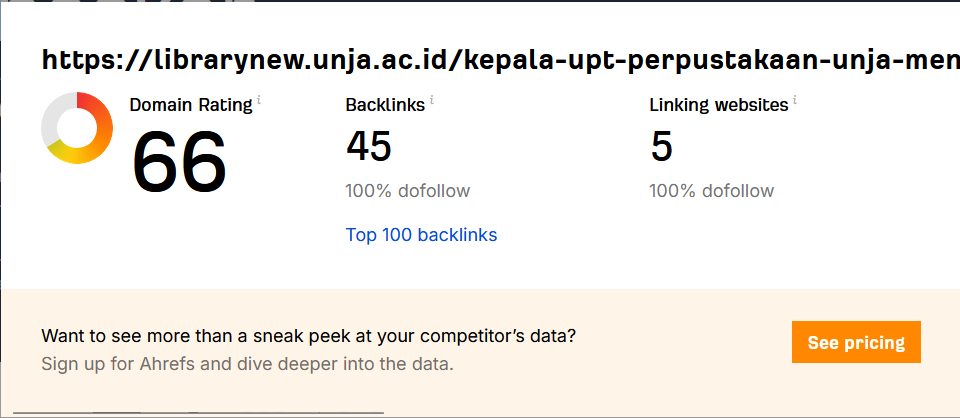 https://librarynew.unja.ac.id/kepala-upt-perpustakaan-unja-men
Domain Rating i
66
Backlinks i
45
100% dofollow
Top 100 backlinks
Linking websites i
5
100% dofollow
Want to see more than a sneak peek at your competitor’s data?
Sign up for Ahrefs and dive deeper into the data.
See pricing